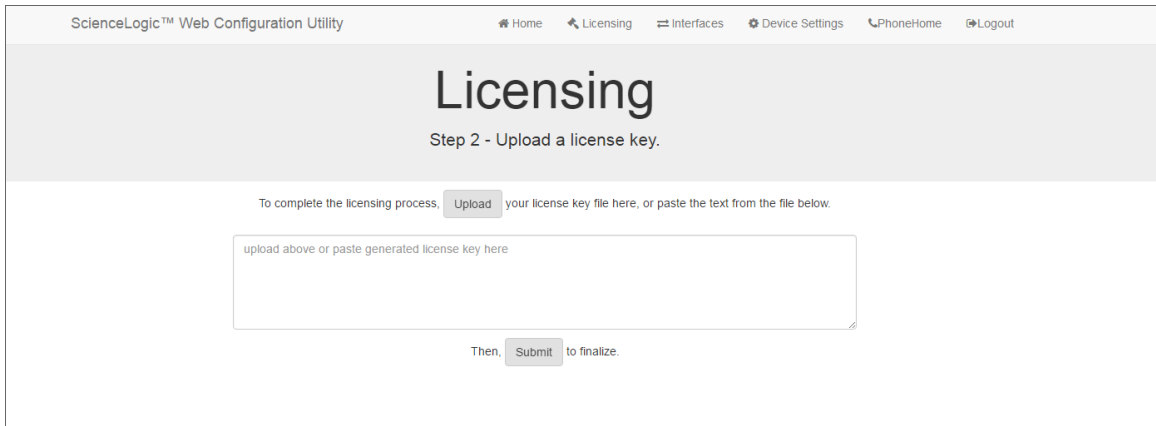 ScienceLogic™ Web Configuration Utility Home Licensing Interfaces Device Settings PhoneHome Logout
Licensing
Step 2 - Upload a license key.
To complete the licensing process, Upload your license key file here, or paste the text from the file below.
upload above or paste generated license key here
Then, Submit to finalize.